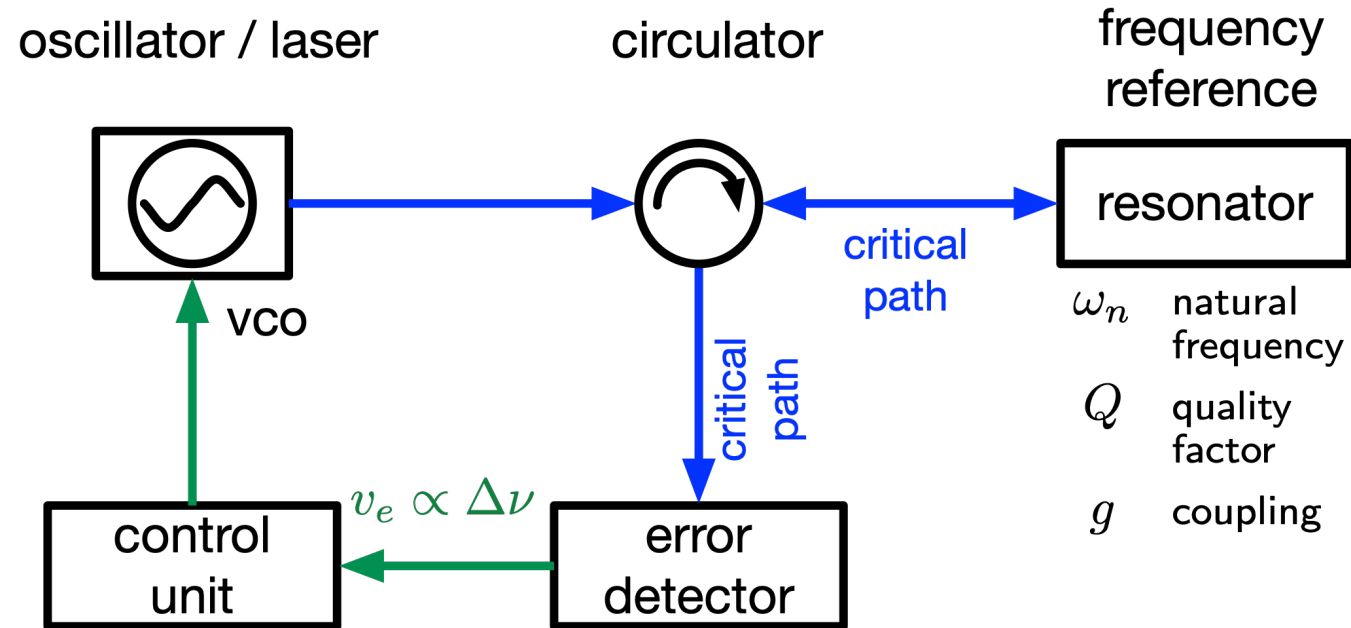 oscillator / laser
circulator
frequency
reference
resonator
critical
path
vco
critical
path
ωn natural
frequency
Q quality
factor
g coupling
ve ∝ Δν
control
unit
error
detector